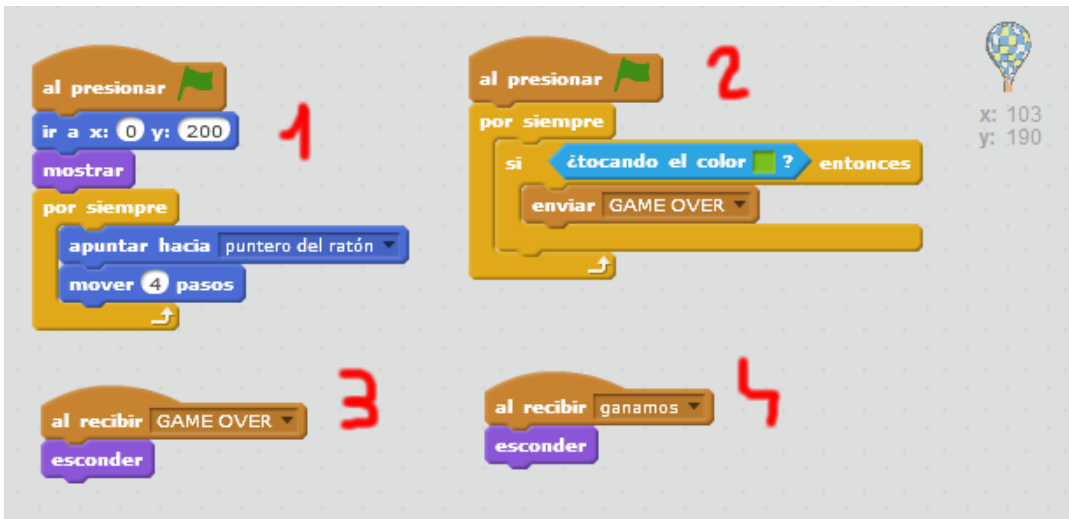 al presionar
ir a x: 0 y: 200
mostrar
por siempre
apuntar hacia puntero del ratón
mover 4 pasos
1
al presionar
por siempre
si ¿tocando el color ? entonces
enviar GAME OVER
2
x: 103
y: 190
al recibir GAME OVER
esconder
3
al recibir ganamos
esconder
4